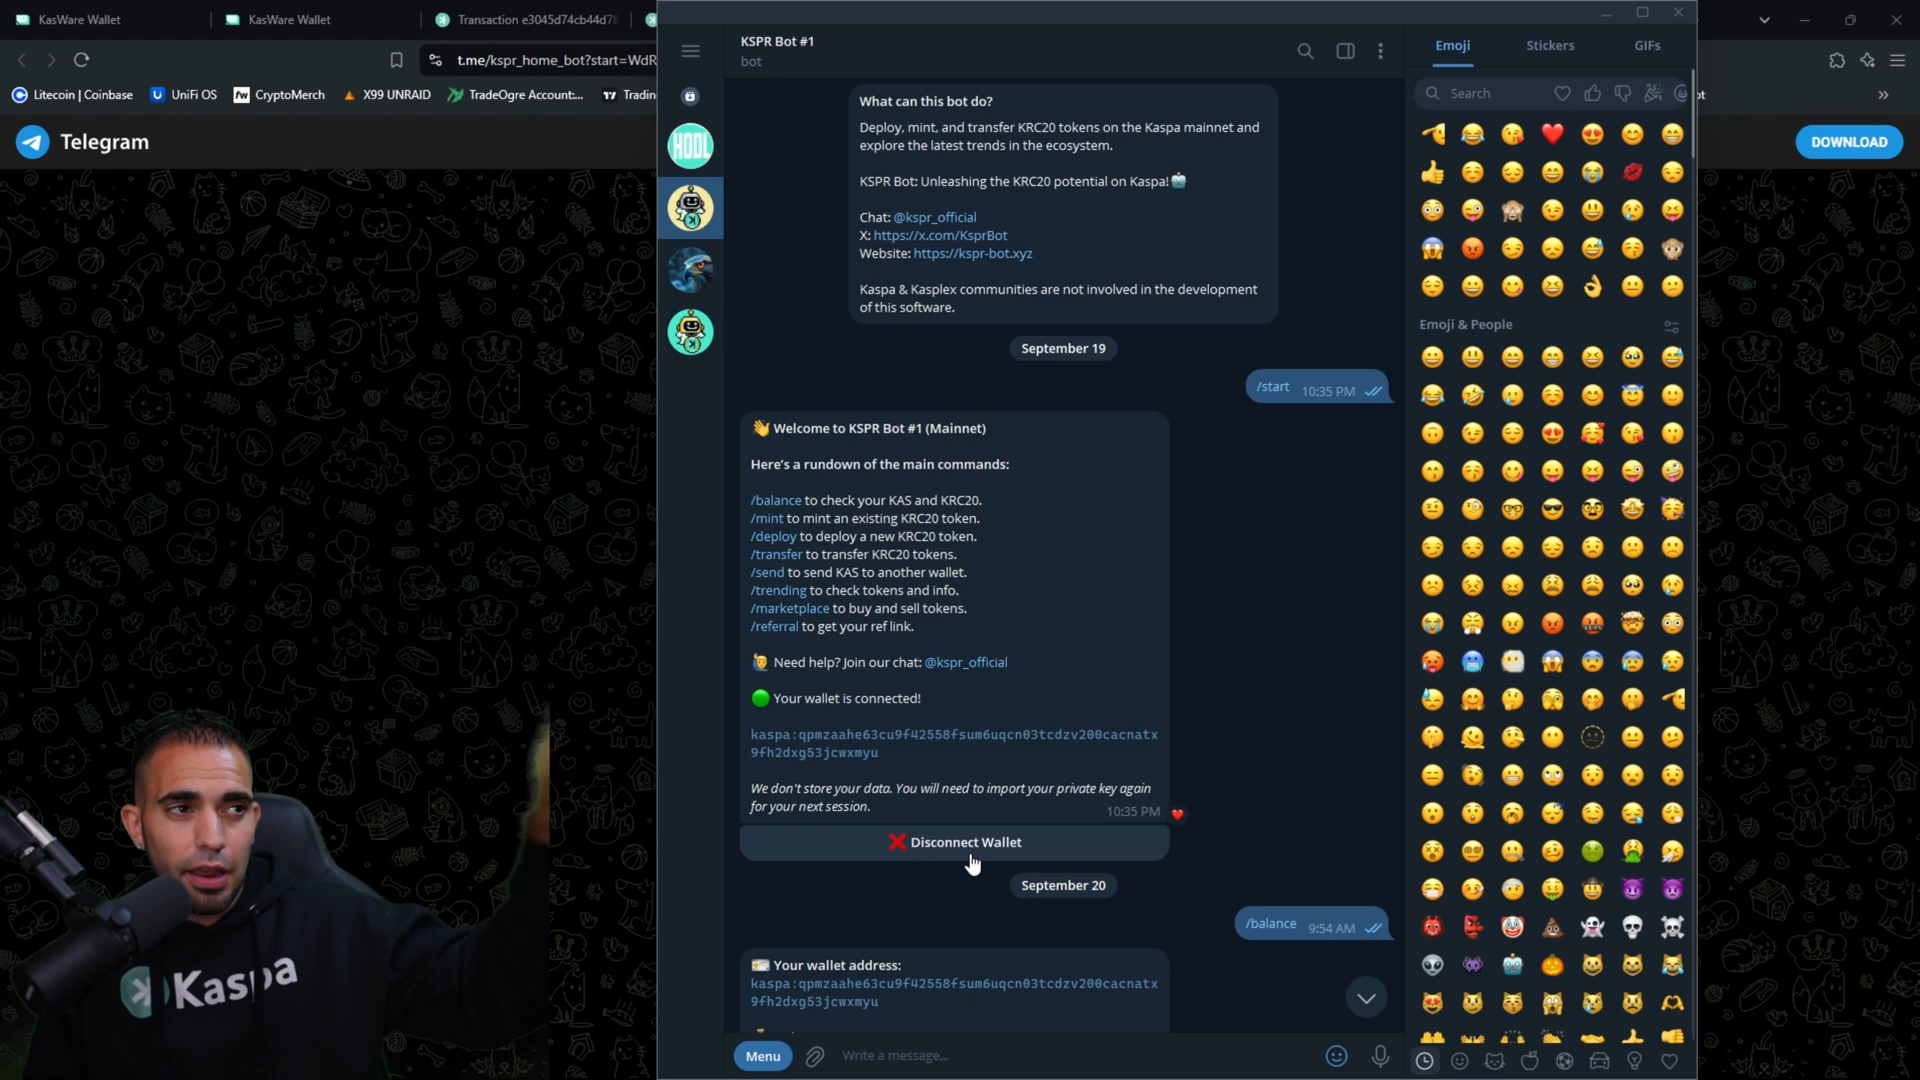 KasWare Wallet
KasWare Wallet
Transaction e3045d74cb44d78
t.me/kspr_home_bot?start=WdR
Litecoin | Coinbase
UniFi OS
fw CryptoMerch
X99 UNRAID
TradeOgre Account:...
Tradin
Telegram
DOWNLOAD
KSPR Bot #1
bot
HODL
What can this bot do?
Deploy, mint, and transfer KRC20 tokens on the Kaspa mainnet and
explore the latest trends in the ecosystem.
KSPR Bot: Unleashing the KRC20 potential on Kaspa!
Chat: @kspr_official
X: https://x.com/KsprBot
Website: https://kspr-bot.xyz
Kaspa & Kasplex communities are not involved in the development
of this software.
September 19
/start 10:35 PM
Welcome to KSPR Bot #1 (Mainnet)
Here's a rundown of the main commands:
/balance to check your KAS and KRC20.
/mint to mint an existing KRC20 token.
/deploy to deploy a new KRC20 token.
/transfer to transfer KRC20 tokens.
/send to send KAS to another wallet.
/trending to check tokens and info.
/marketplace to buy and sell tokens.
/referral to get your ref link.
Need help? Join our chat: @kspr_official
Your wallet is connected!
kaspa:qpmzaahe63cu9f42558fsum6uqcn03tcdzv200cacnatx
9fh2dxg53jcwxmyu
We don't store your data. You will need to import your private key again
for your next session.
10:35 PM
Disconnect Wallet
September 20
/balance 9:54 AM
Your wallet address:
kaspa:qpmzaahe63cu9f42558fsum6uqcn03tcdzv200cacnatx
9fh2dxg53jcwxmyu
Menu
Write a message...
Emoji
Stickers
GIFs
Search
Emoji & People
Kaspa